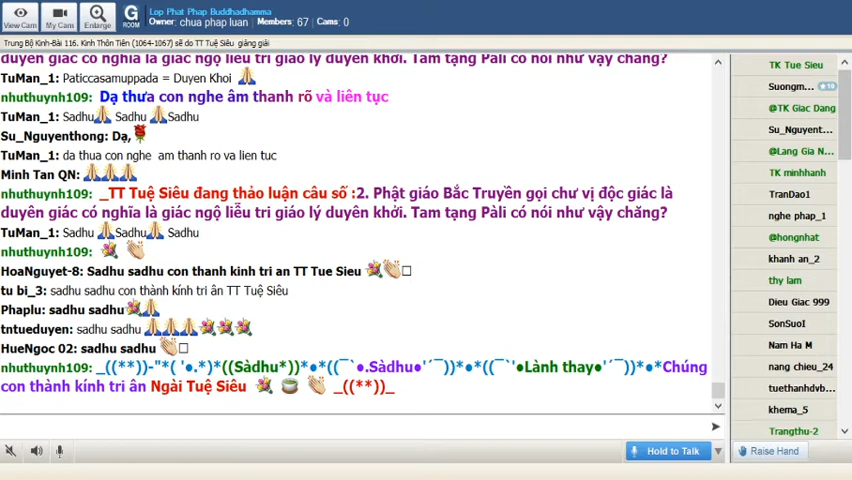 Lop Phat Phap Buddhadhamma
Owner: chua phap luan Members: 67 Cams: 0
View Cam
My Cam
Enlarge
G
ROOM
Trung Bộ Kinh-Bài 116. Kinh Thôn Tiên (1064-1067) sẽ do TT Tuệ Siêu giảng giải
duyên giác có nghĩa là giác ngộ liễu tri giáo lý duyên khởi. Tam tạng Pàli có nói như vậy chăng?
TuMan_1: Paticcasamuppada = Duyen Khoi
nhuthuynh109: Dạ thưa con nghe âm thanh rõ và liên tục
TuMan_1: Sadhu Sadhu Sadhu
Su_Nguyenthong: Dạ,
TuMan_1: da thua con nghe am thanh ro va lien tuc
Minh Tan QN:
nhuthuynh109: _TT Tuệ Siêu đang thảo luận câu số :2. Phật giáo Bắc Truyền gọi chư vị độc giác là
duyên giác có nghĩa là giác ngộ liễu tri giáo lý duyên khởi. Tam tạng Pàli có nói như vậy chăng?
TuMan_1: Sadhu Sadhu Sadhu
nhuthuynh109:
HoaNguyet-8: Sadhu sadhu con thanh kinh tri an TT Tue Sieu
tu bi_3: sadhu sadhu con thành kính tri ân TT Tuệ Siêu
Phaplu: sadhu sadhu
tntueduyen: sadhu sadhu
HueNgoc 02: sadhu sadhu
nhuthuynh109: _((**))-"*( '●.*)*((Sàdhu*))*●*((¯`●.Sàdhu●'´¯))*●*((¯`'●Lành thay●'´¯))*●*Chúng
con thành kính tri ân Ngài Tuệ Siêu _((**))_
Hold to Talk
TK Tue Sieu
Suongm... 10
@TK Giac Dang
Su_Nguyent...
@Lang Gia N...
TK minhhanh
TranDao1
nghe phap_1
@hongnhat
khanh an_2
thy lam
Dieu Giac 999
SonSuoI
Nam Ha M
nang chieu_24
tuethanhdvb...
khema_5
Trangthu-2
Raise Hand